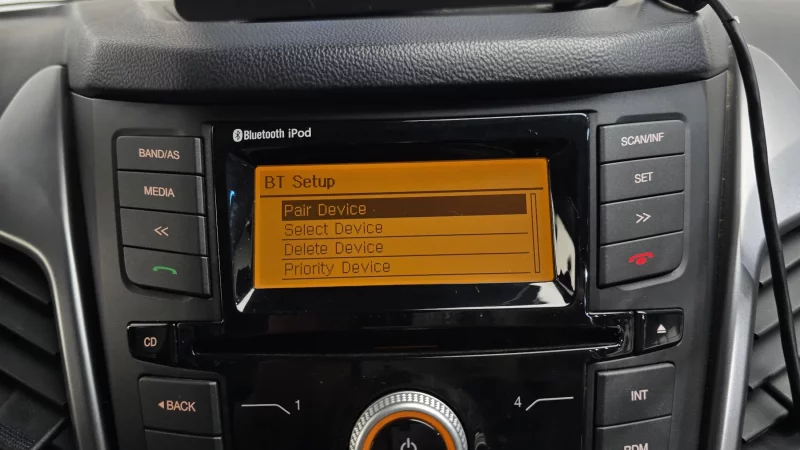 Bluetooth iPod
BAND/AS
MEDIA
<<
BT Setup
Pair Device
Select Device
Delete Device
Priority Device
SCAN/INF
SET
>>
CD
◀BACK
1
4
INT
RDM